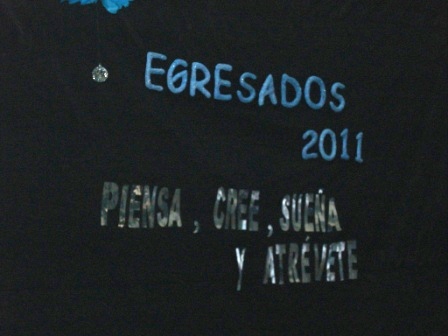 EGRESADOS
2011
PIENSA, CREE, SUEÑA
Y ATRÉVETE